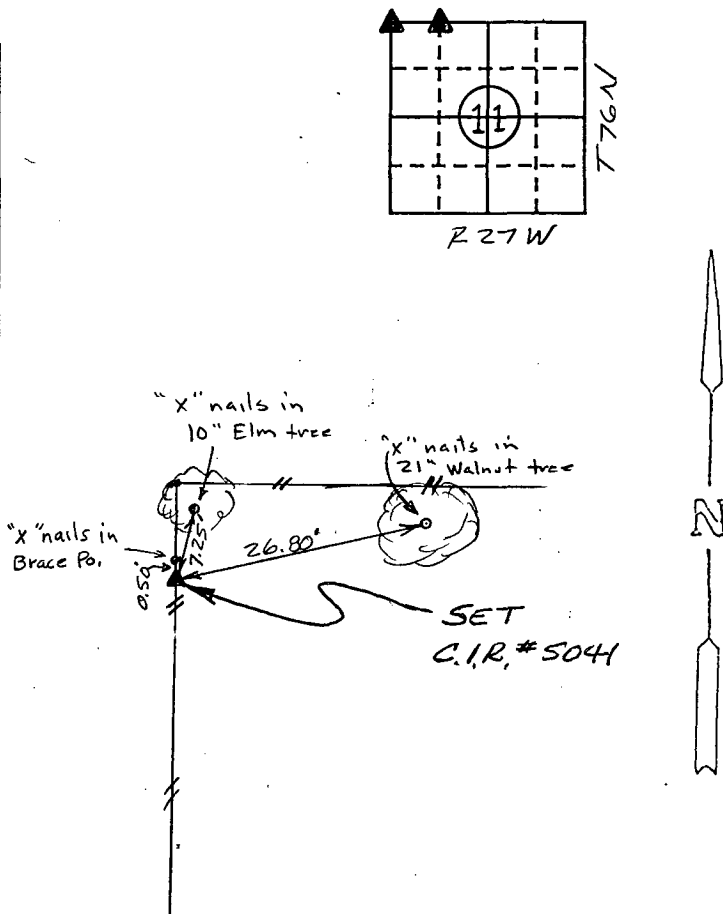 11
T76N
R27W
"X" nails in
10" Elm tree
"X" nails in
21" Walnut tree
"X" nails in
Brace Po.
7.25'
26.80'
0.50'
SET
C.I.R. #5041
N